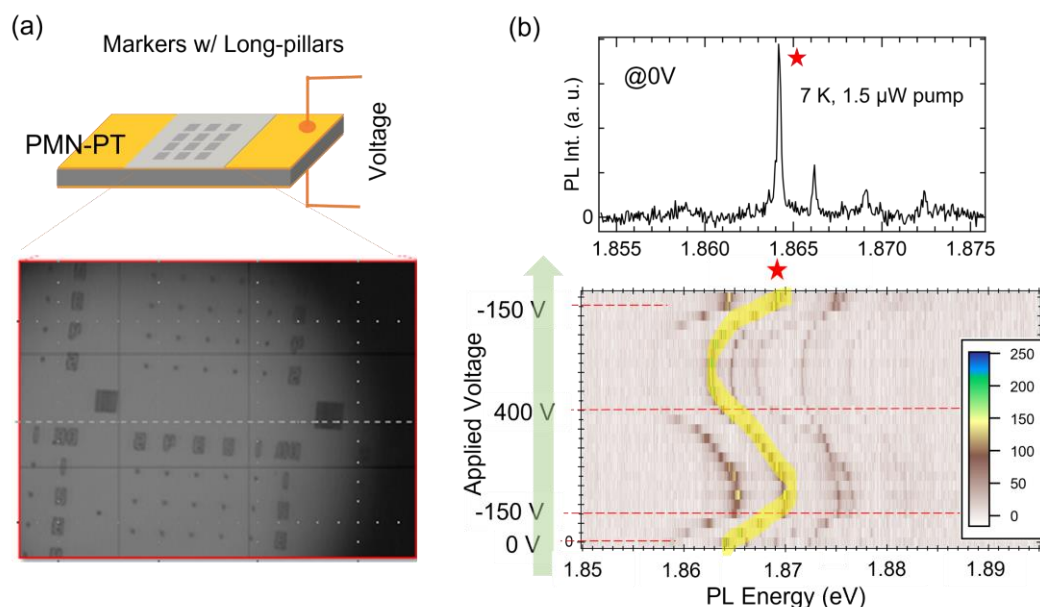 (a)
Markers w/ Long-pillars
PMN-PT
Voltage
(b)
@0V
7 K, 1.5 μW pump
PL Int. (a. u.)
0
1.855
1.860
1.865
1.870
1.875
Applied Voltage
-150 V
400 V
-150 V
0 V
0
250
200
150
100
50
0
1.85
1.86
1.87
1.88
1.89
PL Energy (eV)